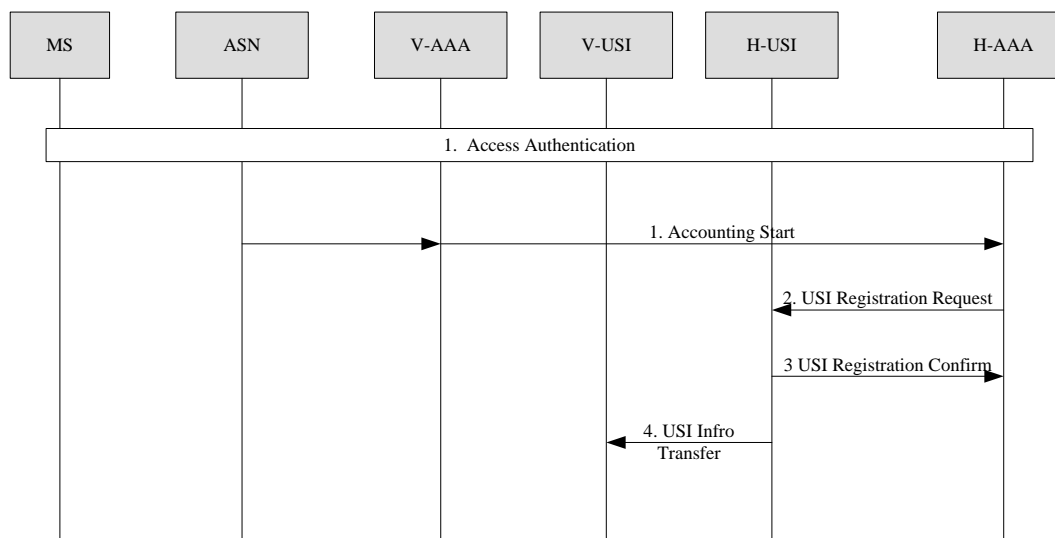 MS
ASN
V-AAA
V-USI
H-USI
H-AAA
1. Access Authentication
1. Accounting Start
2. USI Registration Request
3 USI Registration Confirm
4. USI Infro
Transfer